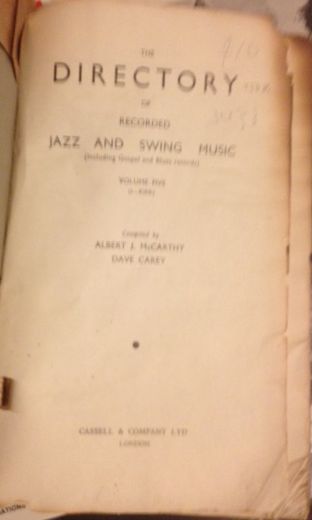 THE
DIRECTORY
OF
RECORDED
JAZZ AND SWING MUSIC
(including Gospel and Blues records)
VOLUME FIVE
Compiled by
ALBERT J. McCARTHY
DAVE CAREY
CASSELL & COMPANY LTD
LONDON